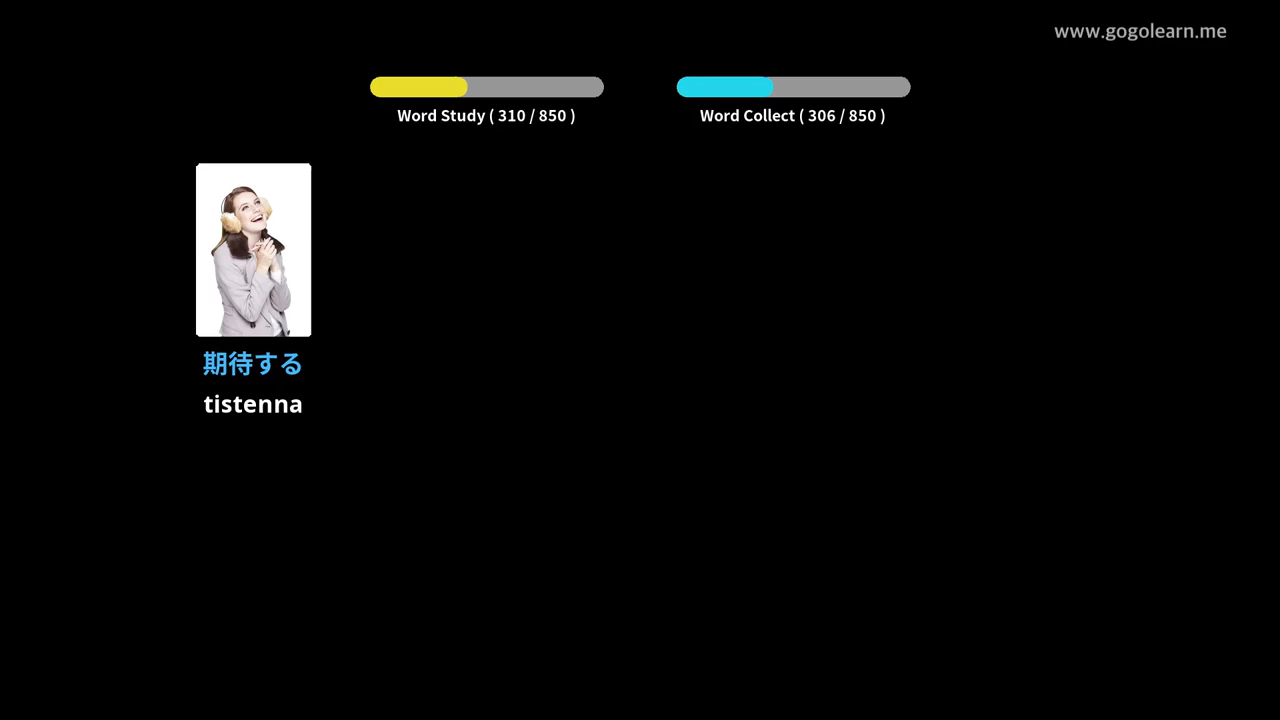 www.gogolearn.me
Word Study ( 310 / 850 )
Word Collect ( 306 / 850 )
期待する
tistenna